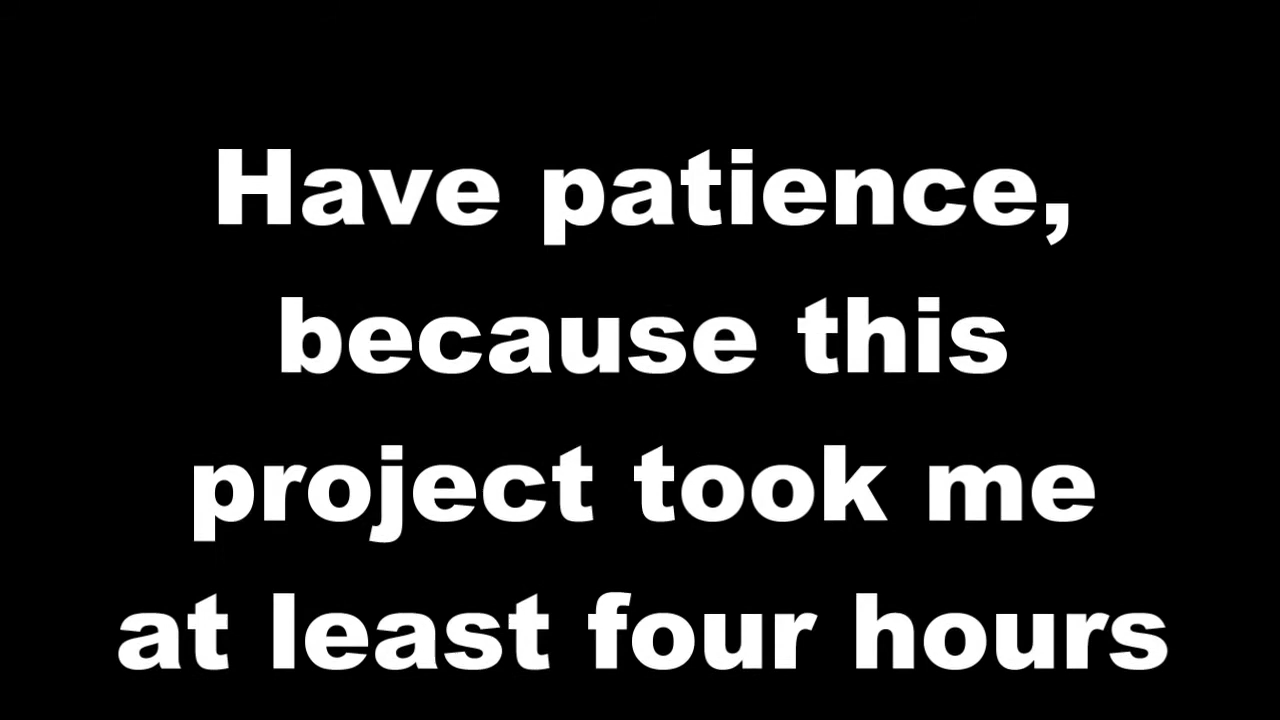 Have patience,
because this
project took me
at least four hours